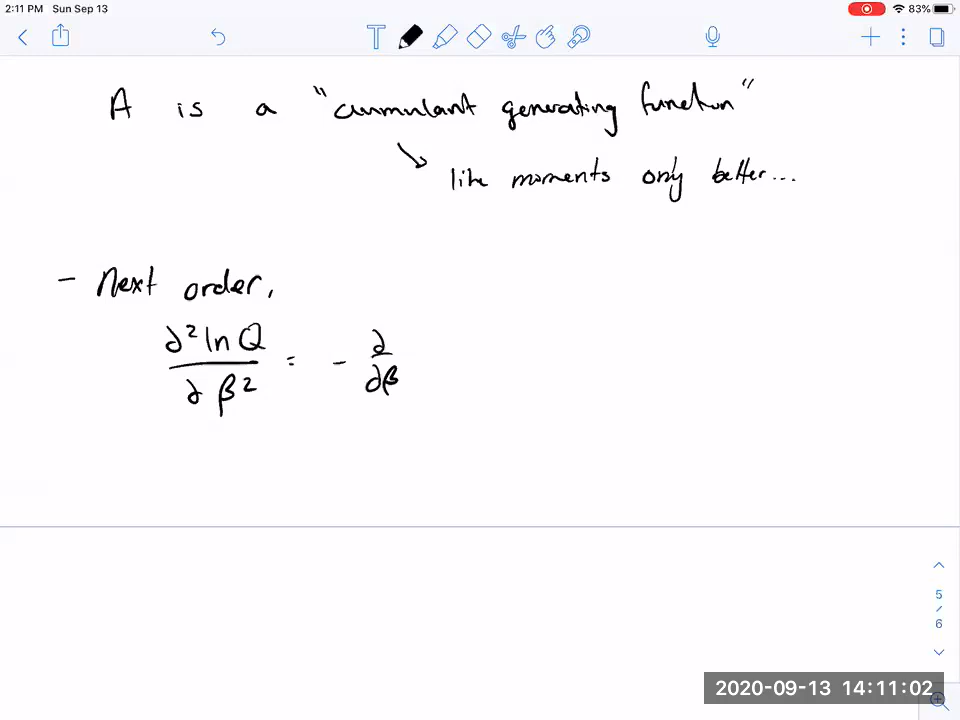 2:11 PM Sun Sep 13
83%
A is a "cummulant generating function"
like moments only better...
- Next order,
∂² ln Q / ∂ β² = - ∂ / ∂β
5
/
6
2020-09-13 14:11:02